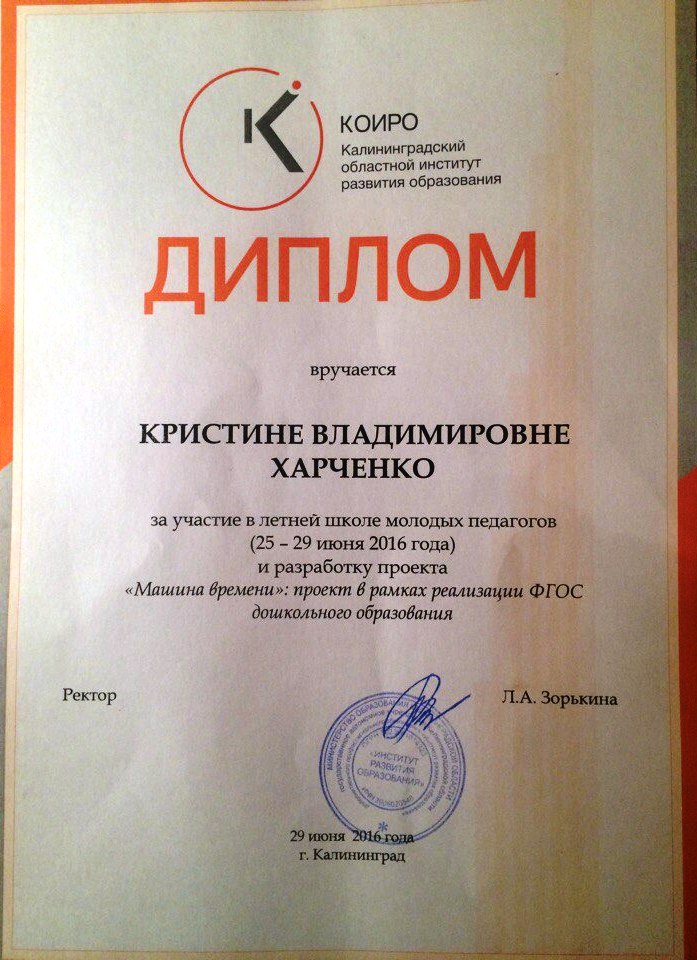 КОИРО
Калининградский
областной институт
развития образования
ДИПЛОМ
вручается
КРИСТИНЕ ВЛАДИМИРОВНЕ
ХАРЧЕНКО
за участие в летней школе молодых педагогов
(25 – 29 июня 2016 года)
и разработку проекта
«Машина времени»: проект в рамках реализации ФГОС
дошкольного образования
Ректор
Л.А. Зорькина
МИНИСТЕРСТВО ОБРАЗОВАНИЯ
«ИНСТИТУТ
РАЗВИТИЯ
ОБРАЗОВАНИЯ»
29 июня 2016 года
г. Калининград